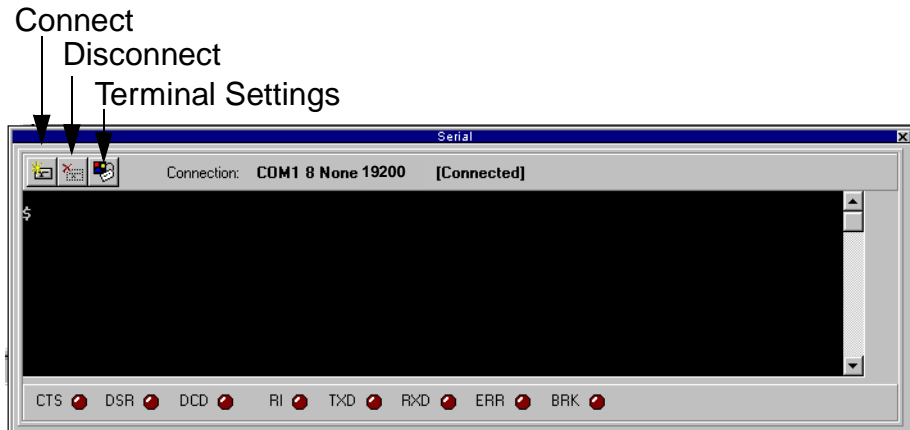 Connect
Disconnect
Terminal Settings
Serial
Connection: COM1 8 None 19200 [Connected]
$
CTS DSR DCD RI TXD RXD ERR BRK